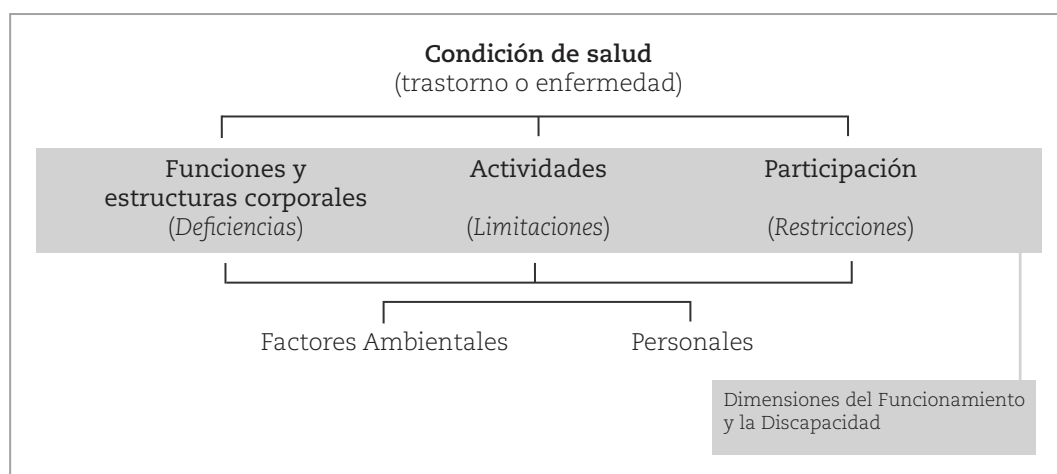 Condición de salud
(trastorno o enfermedad)
Funciones y
estructuras corporales
(Deficiencias)
Actividades
(Limitaciones)
Participación
(Restricciones)
Factores Ambientales
Personales
Dimensiones del Funcionamiento
y la Discapacidad